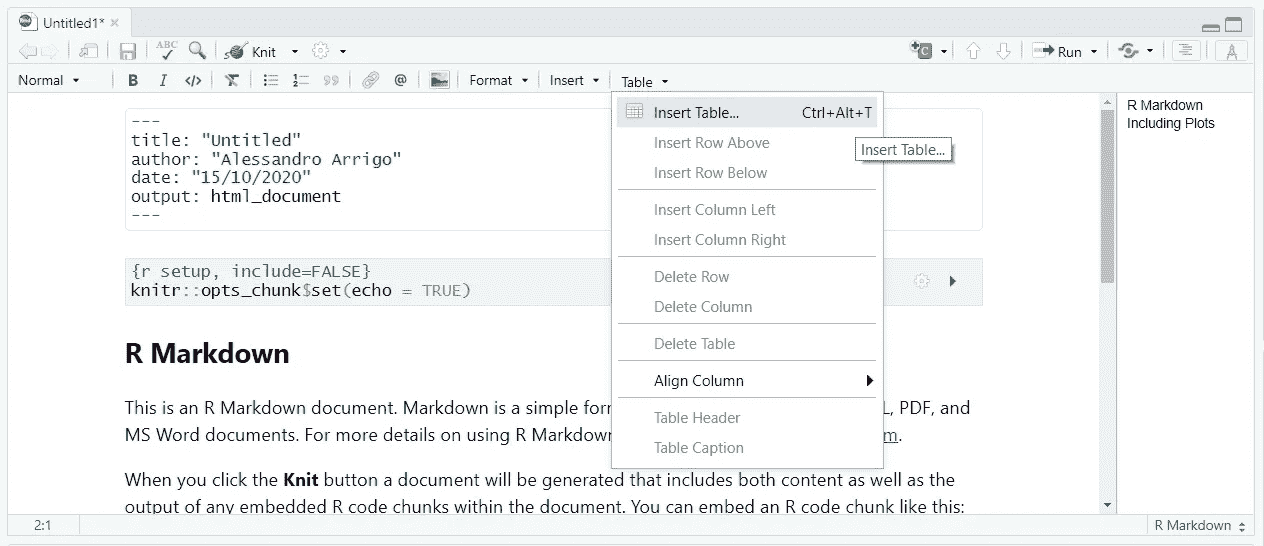 Untitled1*
ABC
Knit
Run
Normal
B I </> @ Format Insert Table
---
title: "Untitled"
author: "Alessandro Arrigo"
date: "15/10/2020"
output: html_document
---
{r setup, include=FALSE}
knitr::opts_chunk$set(echo = TRUE)
R Markdown
This is an R Markdown document. Markdown is a simple for
L, PDF, and
MS Word documents. For more details on using R Markdow
m.
When you click the Knit button a document will be generated that includes both content as well as the
output of any embedded R code chunks within the document. You can embed an R code chunk like this:
Insert Table... Ctrl+Alt+T
Insert Row Above
Insert Row Below
Insert Column Left
Insert Column Right
Delete Row
Delete Column
Delete Table
Align Column
Table Header
Table Caption
Insert Table...
R Markdown
Including Plots
2:1
R Markdown